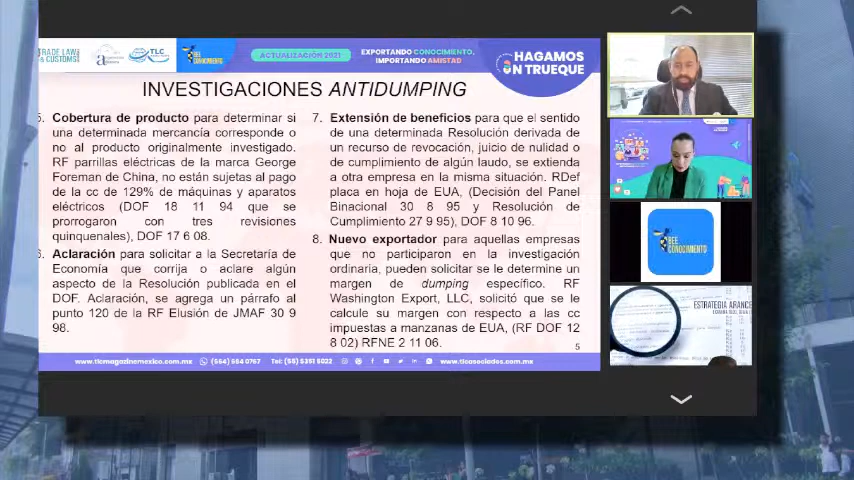 RADE LAW
& CUSTOMS
TLC
BEE
CONOCIMIENTO
ACTUALIZACIÓN 2021
EXPORTANDO CONOCIMIENTO,
IMPORTANDO AMISTAD
HAGAMOS
UN TRUEQUE
INVESTIGACIONES ANTIDUMPING
5. Cobertura de producto para determinar si
una determinada mercancía corresponde o
no al producto originalmente investigado.
RF parrillas eléctricas de la marca George
Foreman de China, no están sujetas al pago
de la cc de 129% de máquinas y aparatos
eléctricos (DOF 18 11 94 que se
prorrogaron con tres revisiones
quinquenales), DOF 17 6 08.
6. Aclaración para solicitar a la Secretaría de
Economía que corrija o aclare algún
aspecto de la Resolución publicada en el
DOF. Aclaración, se agrega un párrafo al
punto 120 de la RF Elusión de JMAF 30 9
98.
7. Extensión de beneficios para que el sentido
de una determinada Resolución derivada de
un recurso de revocación, juicio de nulidad o
de cumplimiento de algún laudo, se extienda
a otra empresa en la misma situación. RDef
placa en hoja de EUA, (Decisión del Panel
Binacional 30 8 95 y Resolución de
Cumplimiento 27 9 95), DOF 8 10 96.
8. Nuevo exportador para aquellas empresas
que no participaron en la investigación
ordinaria, pueden solicitar se le determine un
margen de dumping específico. RF
Washington Export, LLC, solicitó que se le
calcule su margen con respecto a las cc
impuestas a manzanas de EUA, (RF DOF 12
8 02) RFNE 2 11 06.
5
www.tlcmagazinemexico.com.mx
Tel: (55) 5351 5022
www.tlcasociados.com.mx
BEE
CONOCIMIENTO
ESTRATEGIA ARANCE